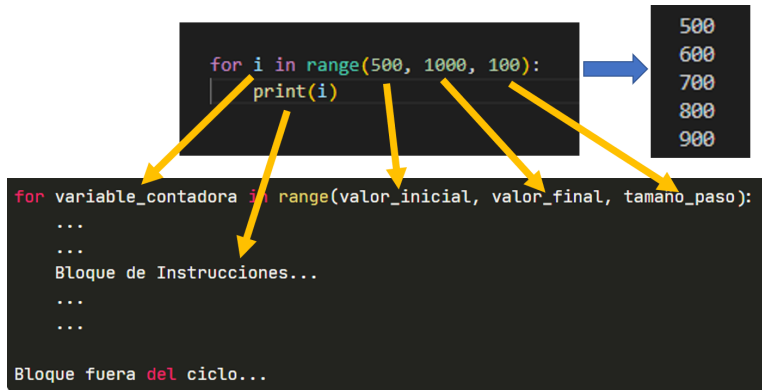 for i in range(500, 1000, 100):
print(i)
500
600
700
800
900
for variable_contadora in range(valor_inicial, valor_final, tamano_paso):
...
...
Bloque de Instrucciones...
...
...
Bloque fuera del ciclo...